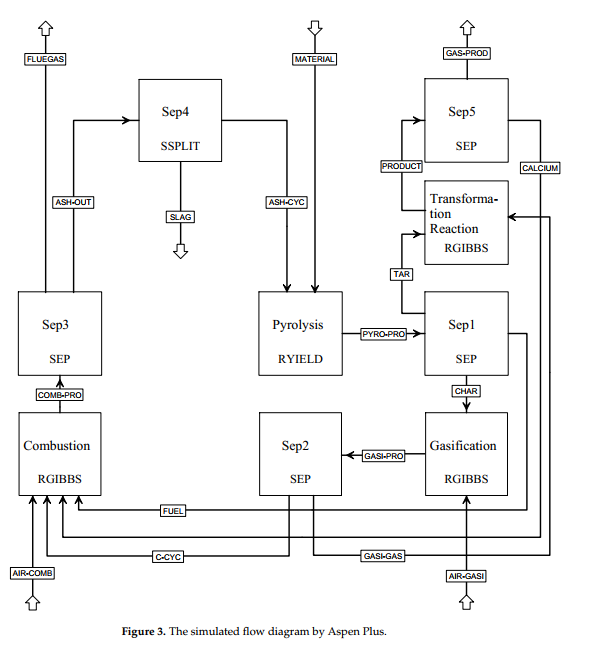 FLUEGAS
MATERIAL
GAS-PROD
Sep4
SSPLIT
Sep5
SEP
PRODUCT
CALCIUM
ASH-OUT
SLAG
ASH-CYC
Transforma-
tion
Reaction
RGIBBS
TAR
Sep3
SEP
Pyrolysis
RYIELD
PYRO-PRO
Sep1
SEP
COMB-PRO
CHAR
Combustion
RGIBBS
Sep2
SEP
GASI-PRO
Gasification
RGIBBS
FUEL
C-CYC
GASI-GAS
AIR-COMB
AIR-GASI
Figure 3. The simulated flow diagram by Aspen Plus.